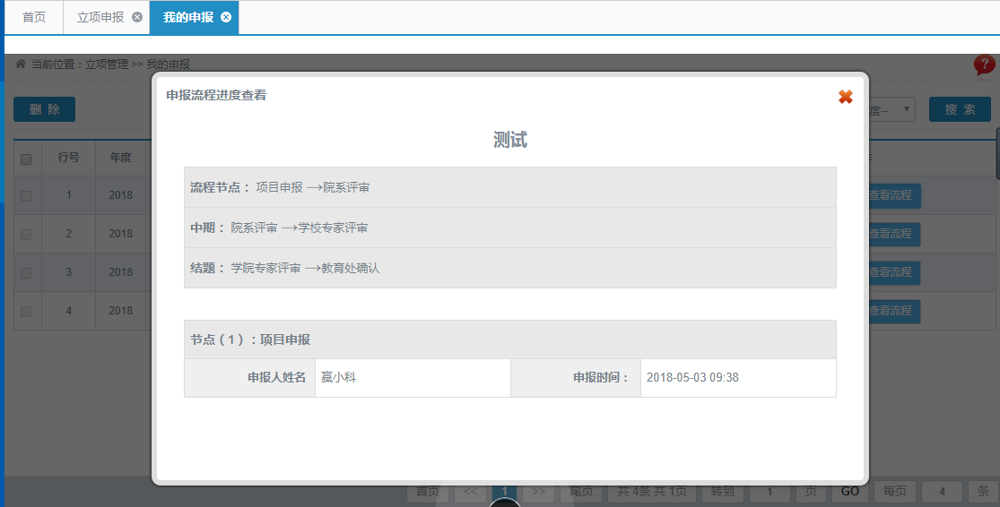 首页 立项申报 我的申报
当前位置：立项管理 >> 我的申报
?
申报流程进度查看
删 除
度-- 搜 索
测试
行号 年度
流程节点： 项目申报 —>院系评审
1 2018 查看流程
中期： 院系评审 —>学校专家评审
2 2018 查看流程
结题： 学院专家评审 —>教育处确认
3 2018 查看流程
4 2018 查看流程
节点（1）：项目申报
申报人姓名 赢小科 申报时间： 2018-05-03 09:38
首页 << 1 >> 尾页 共 4条 共 1页 转到 1 页 GO 每页 4 条